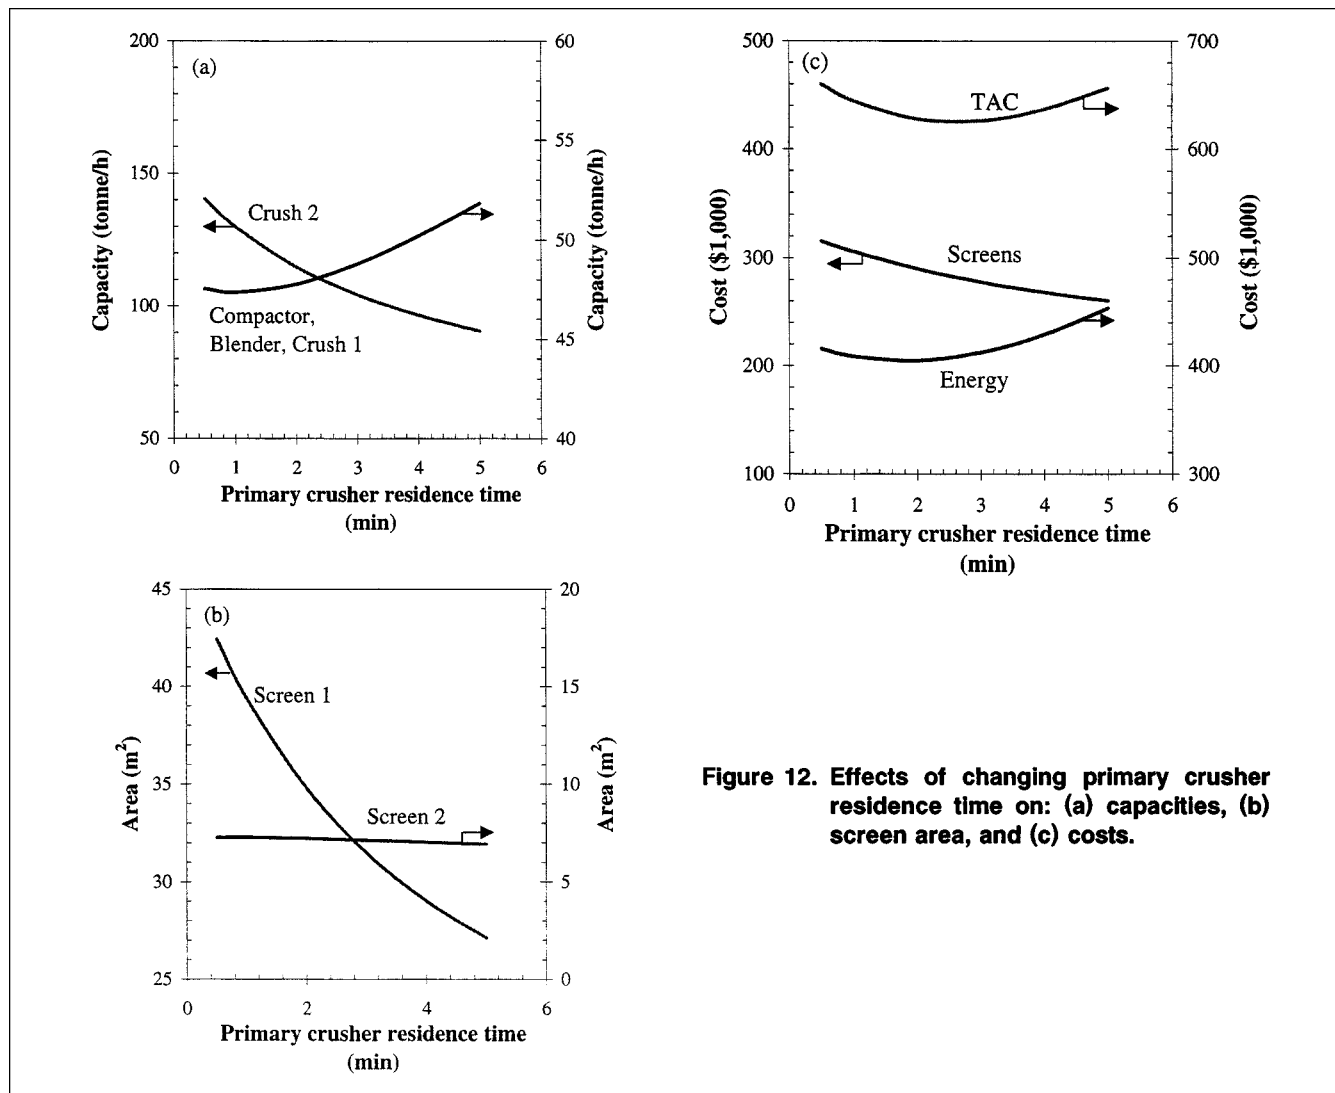 (a)
200
150
100
50
60
55
50
45
40
Capacity (tonne/h)
Capacity (tonne/h)
Crush 2
Compactor,
Blender, Crush 1
0 1 2 3 4 5 6
Primary crusher residence time
(min)
(c)
500
400
300
200
100
700
600
500
400
300
Cost ($1,000)
Cost ($1,000)
TAC
Screens
Energy
0 1 2 3 4 5 6
Primary crusher residence time
(min)
(b)
45
40
35
30
25
20
15
10
5
0
Area (m²)
Area (m²)
Screen 1
Screen 2
0 2 4 6
Primary crusher residence time
(min)
Figure 12. Effects of changing primary crusher
residence time on: (a) capacities, (b)
screen area, and (c) costs.